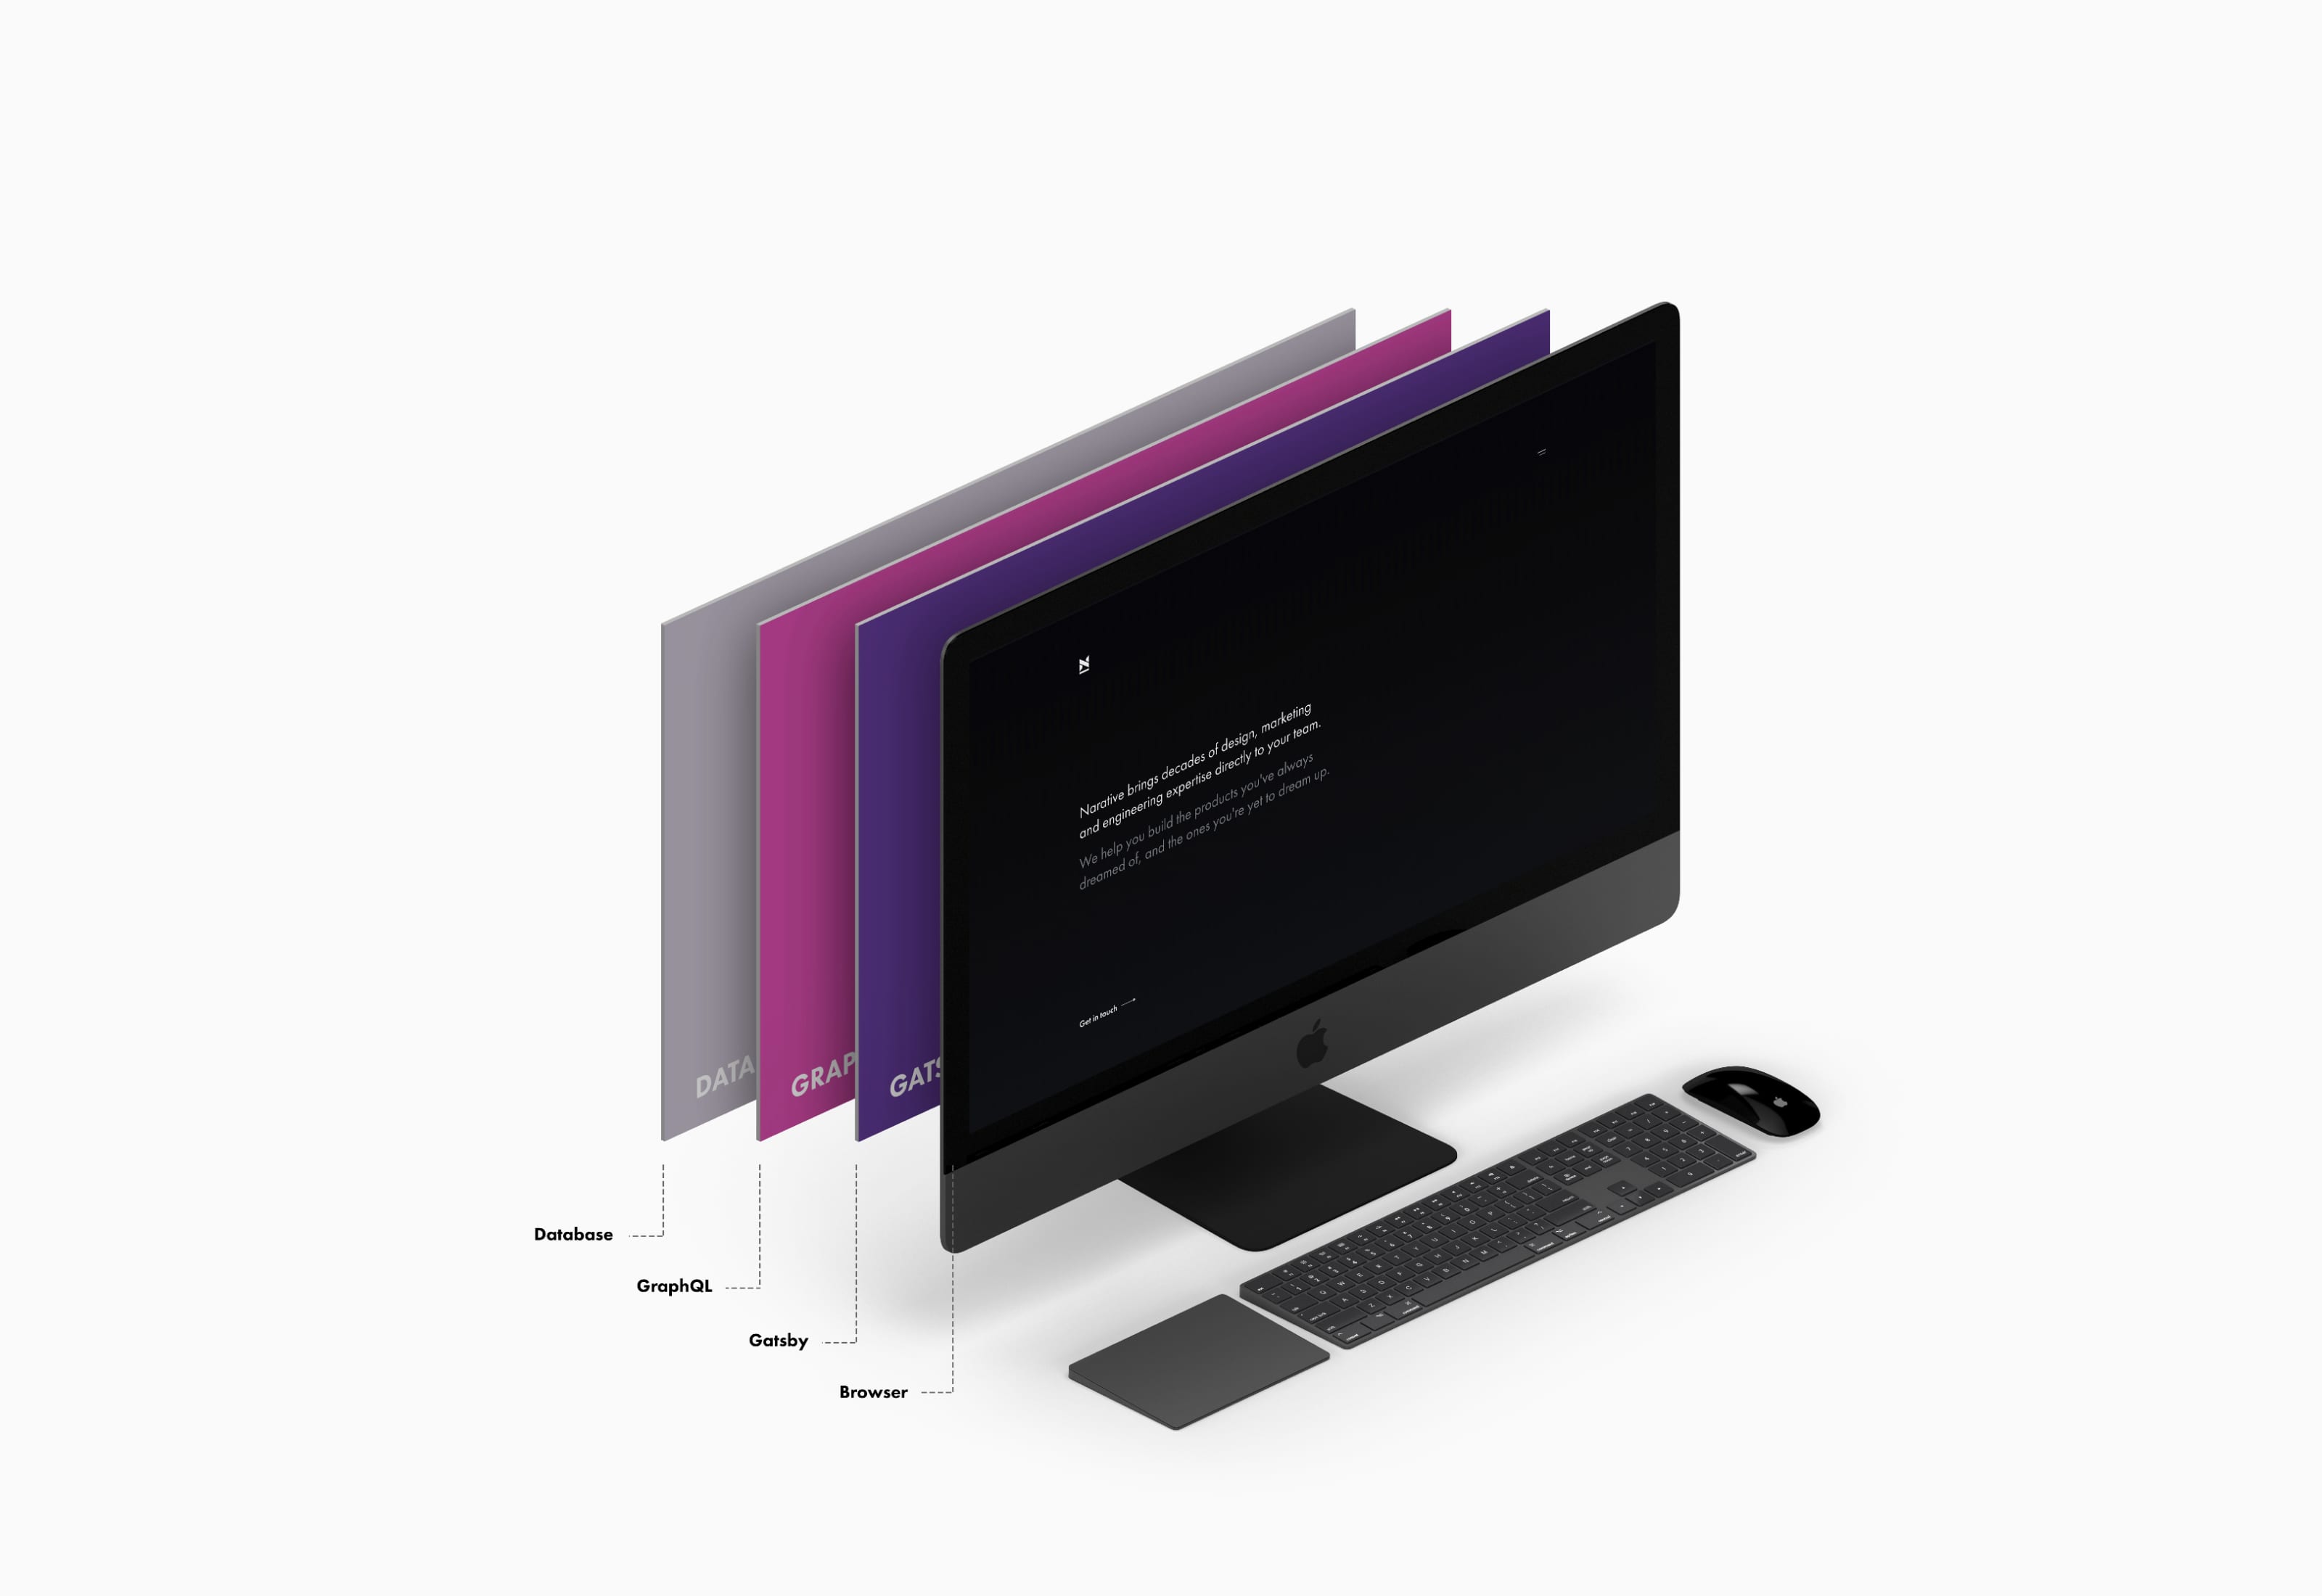 Narative brings decades of design, marketing
and engineering expertise directly to your team.
We help you build the products you've always
dreamed of, and the ones you're yet to dream up.
Get in touch
DATA
GRAP
GATS
Database
GraphQL
Gatsby
Browser